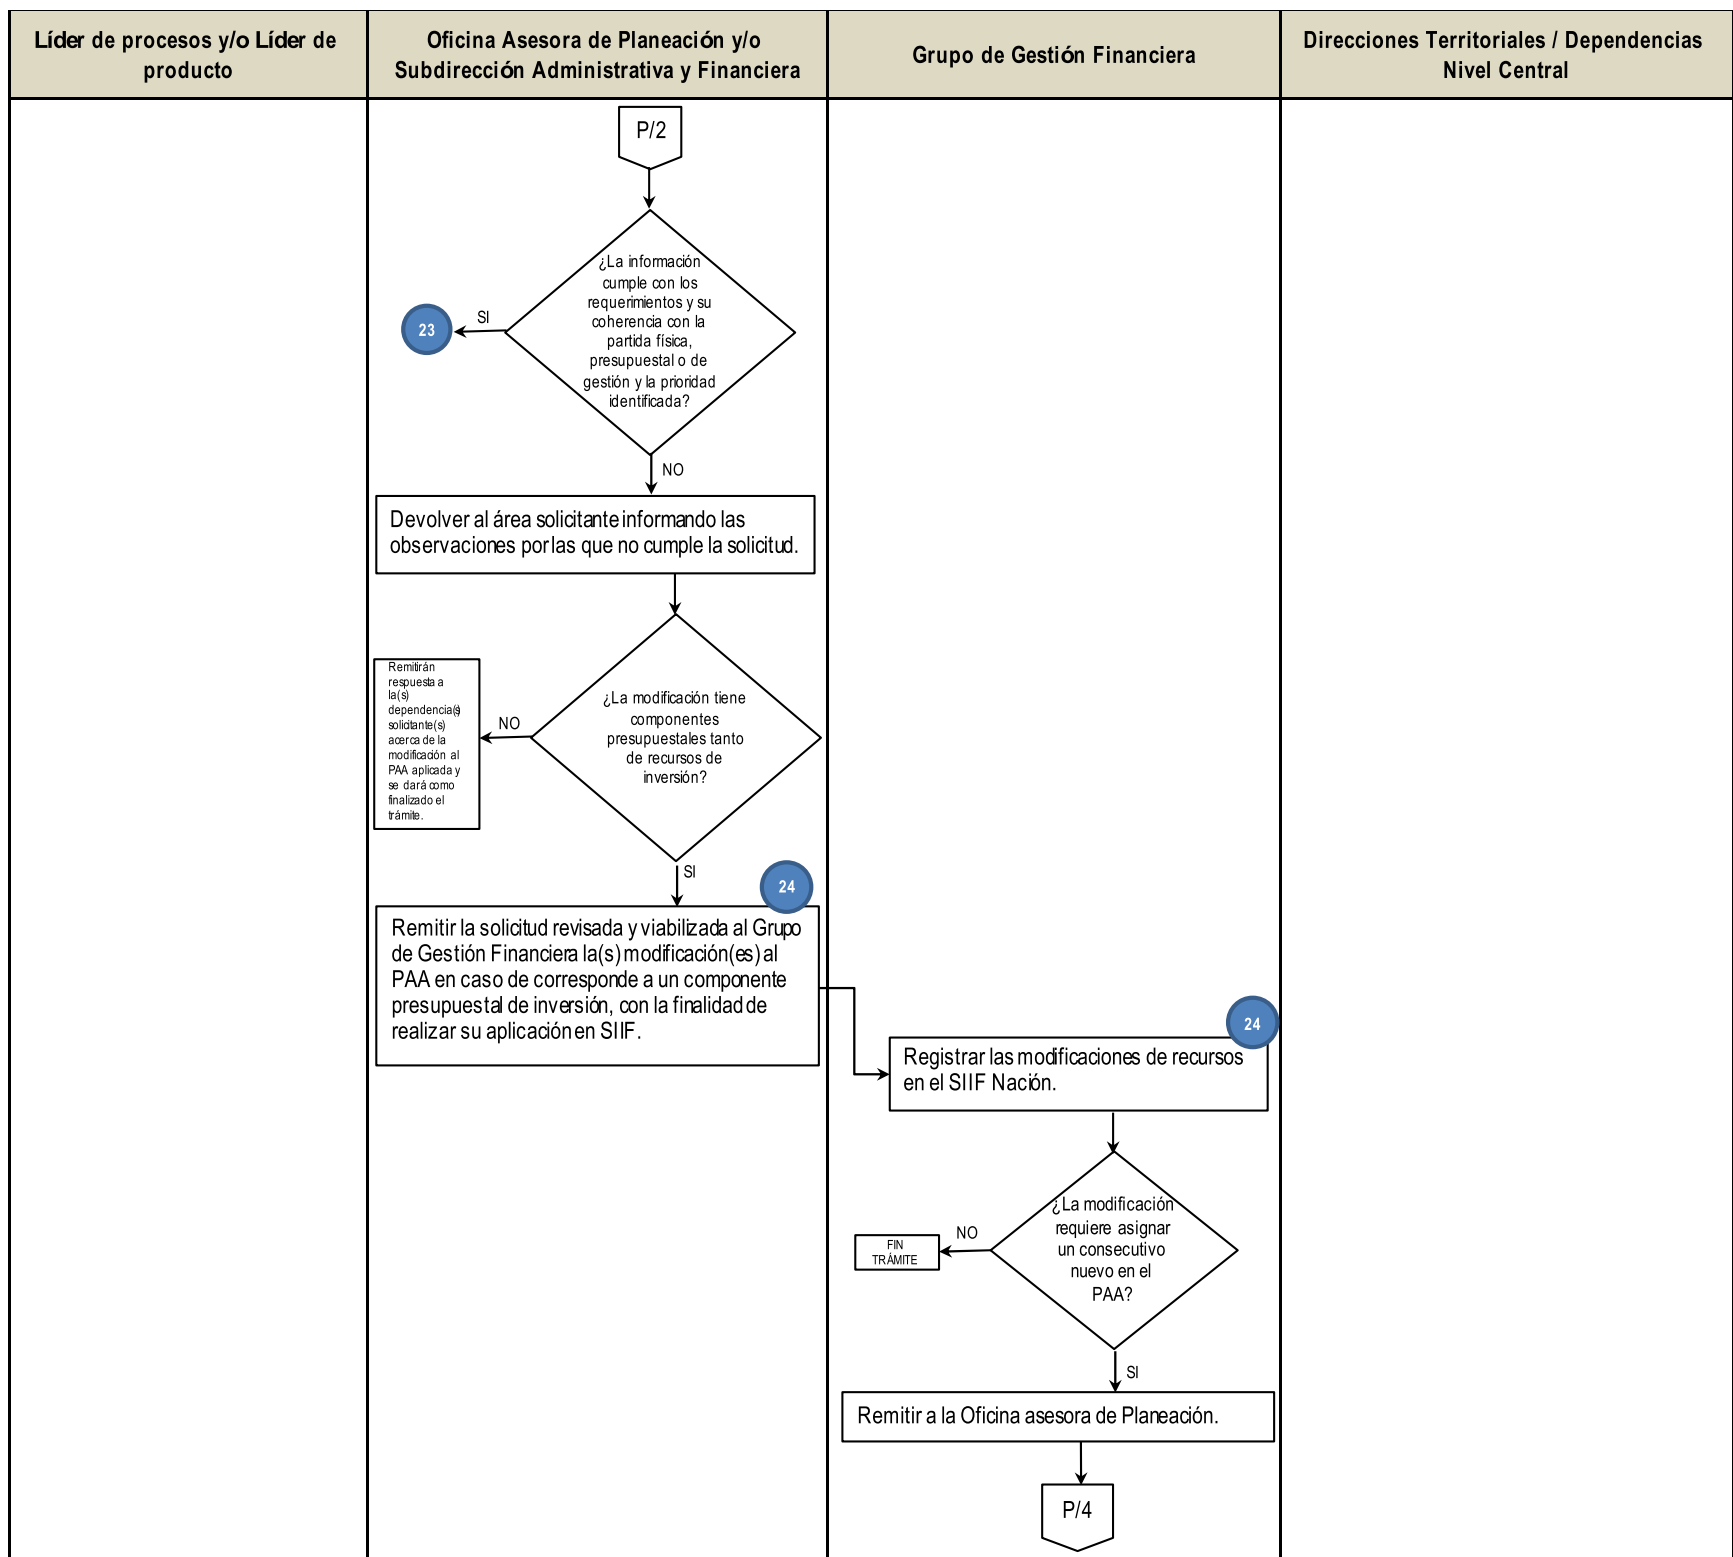 Líder de procesos y/o Líder de
producto
Oficina Asesora de Planeación y/o
Subdirección Administrativa y Financiera
Grupo de Gestión Financiera
Direcciones Territoriales / Dependencias
Nivel Central
P/2
¿La información
cumple con los
requerimientos y su
coherencia con la
partida física,
presupuestal o de
gestión y la prioridad
identificada?
SI
23
NO
Devolver al área solicitante informando las
observaciones por las que no cumple la solicitud.
¿La modificación tiene
componentes
presupuestales tanto
de recursos de
inversión?
NO
Remitirán
respuesta a
la(s)
dependencia(s)
solicitante(s)
acerca de la
modificación al
PAA aplicada y
se dará como
finalizado el
trámite.
SI
24
Remitir la solicitud revisada y viabilizada al Grupo
de Gestión Financiera la(s) modificación(es) al
PAA en caso de corresponde a un componente
presupuestal de inversión, con la finalidad de
realizar su aplicación en SIIF.
24
Registrar las modificaciones de recursos
en el SIIF Nación.
¿La modificación
requiere asignar
un consecutivo
nuevo en el
PAA?
NO
FIN
TRÁMITE
SI
Remitir a la Oficina asesora de Planeación.
P/4